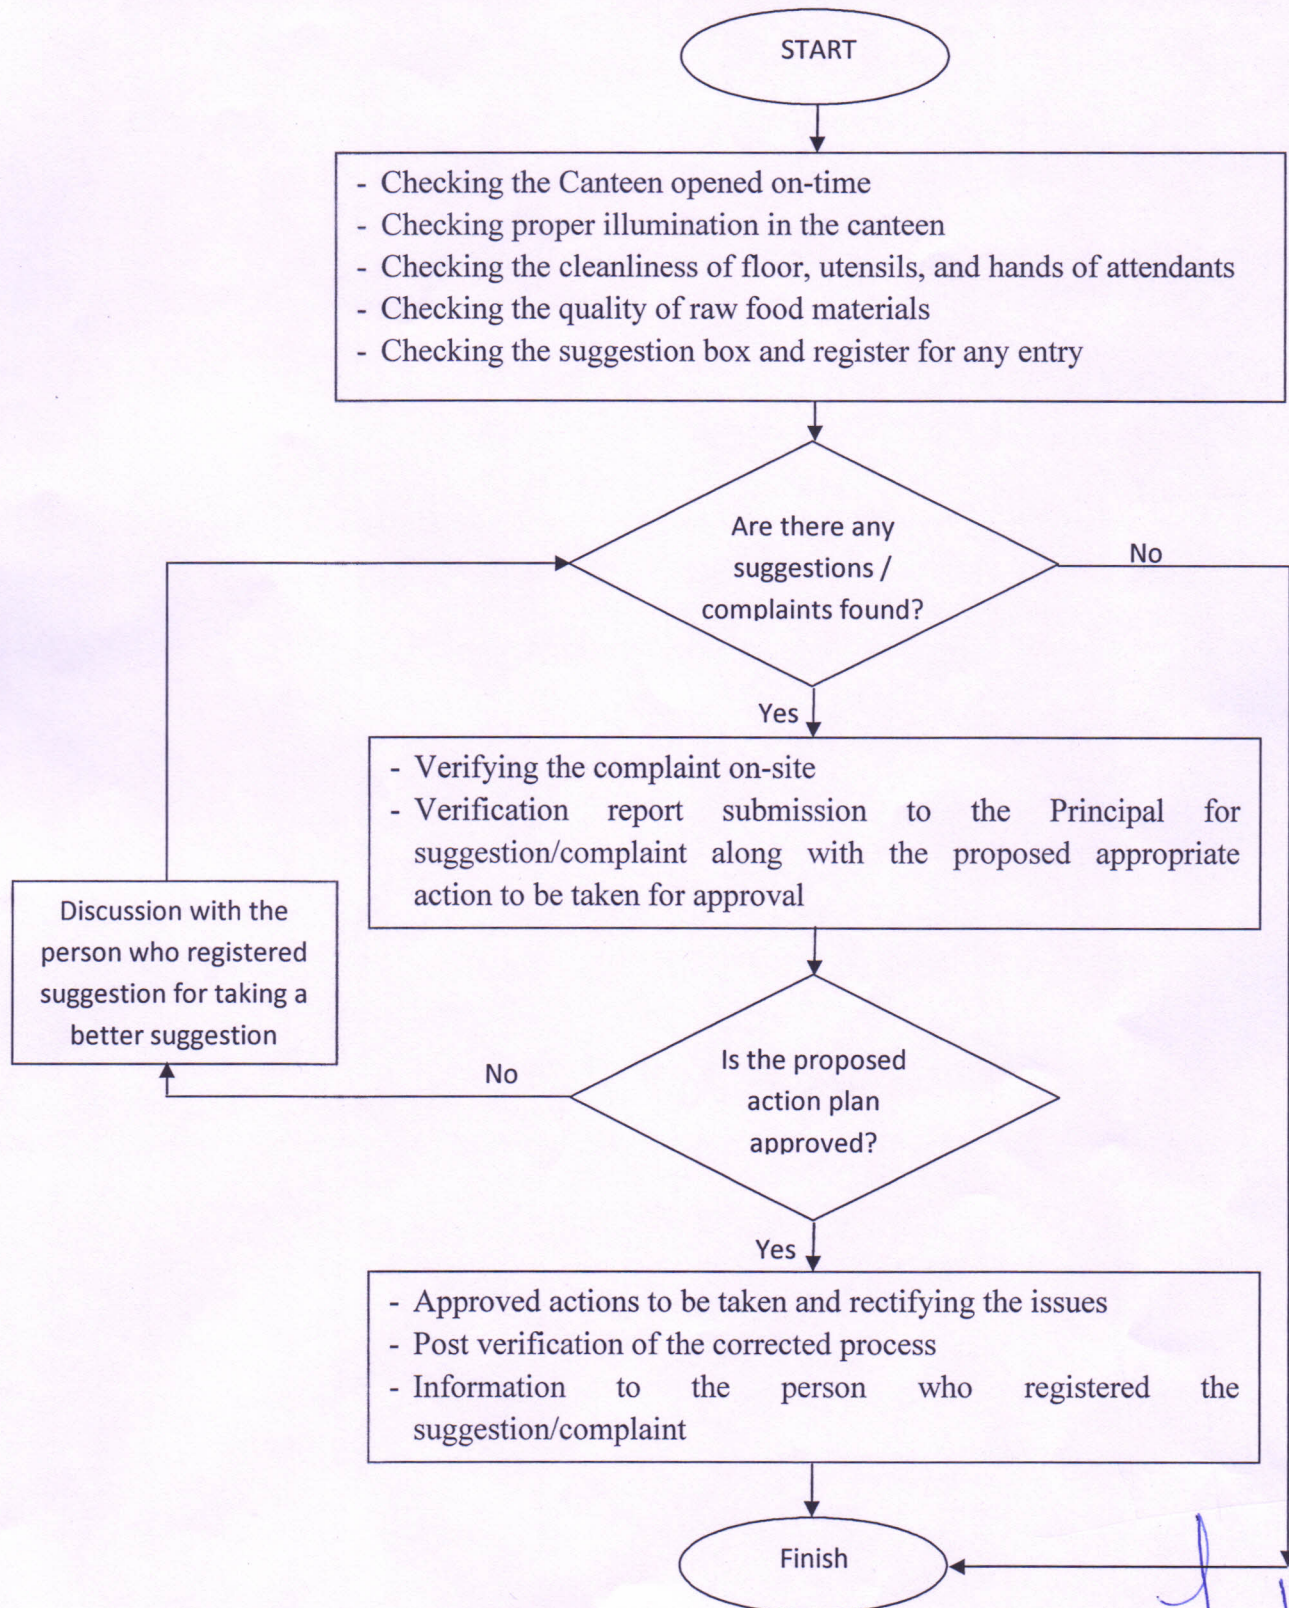 START
- Checking the Canteen opened on-time
- Checking proper illumination in the canteen
- Checking the cleanliness of floor, utensils, and hands of attendants
- Checking the quality of raw food materials
- Checking the suggestion box and register for any entry
Are there any
suggestions /
complaints found?
No
Yes
- Verifying the complaint on-site
- Verification report submission to the Principal for
suggestion/complaint along with the proposed appropriate
action to be taken for approval
Discussion with the
person who registered
suggestion for taking a
better suggestion
No
Is the proposed
action plan
approved?
Yes
- Approved actions to be taken and rectifying the issues
- Post verification of the corrected process
- Information to the person who registered the
suggestion/complaint
Finish